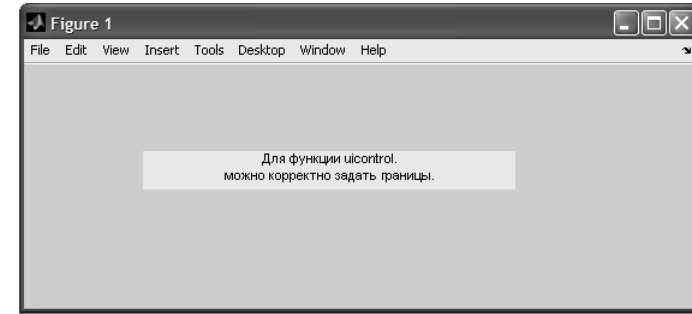 Figure 1
File Edit View Insert Tools Desktop Window Help
Для функции uicontrol.
можно корректно задать границы.